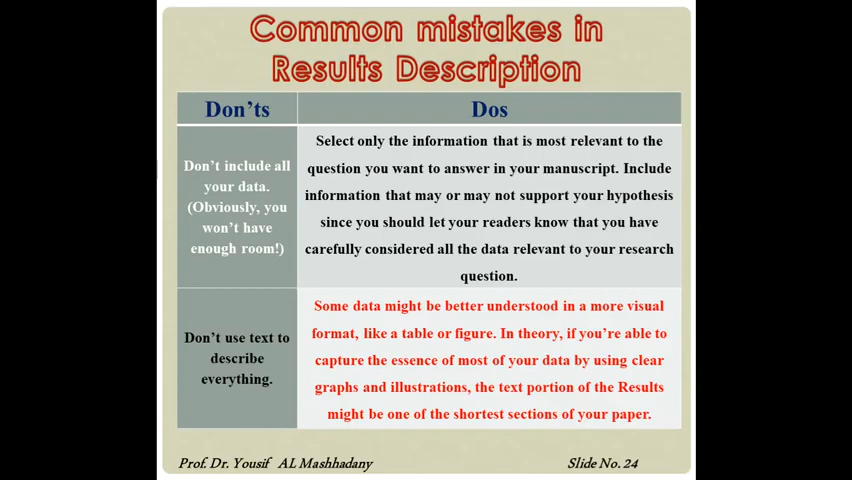 Common mistakes in
Results Description
Don'ts
Dos
Don't include all
your data.
(Obviously, you
won't have
enough room!)
Select only the information that is most relevant to the
question you want to answer in your manuscript. Include
information that may or may not support your hypothesis
since you should let your readers know that you have
carefully considered all the data relevant to your research
question.
Don't use text to
describe
everything.
Some data might be better understood in a more visual
format, like a table or figure. In theory, if you're able to
capture the essence of most of your data by using clear
graphs and illustrations, the text portion of the Results
might be one of the shortest sections of your paper.
Prof. Dr. Yousif AL Mashhadany
Slide No. 24